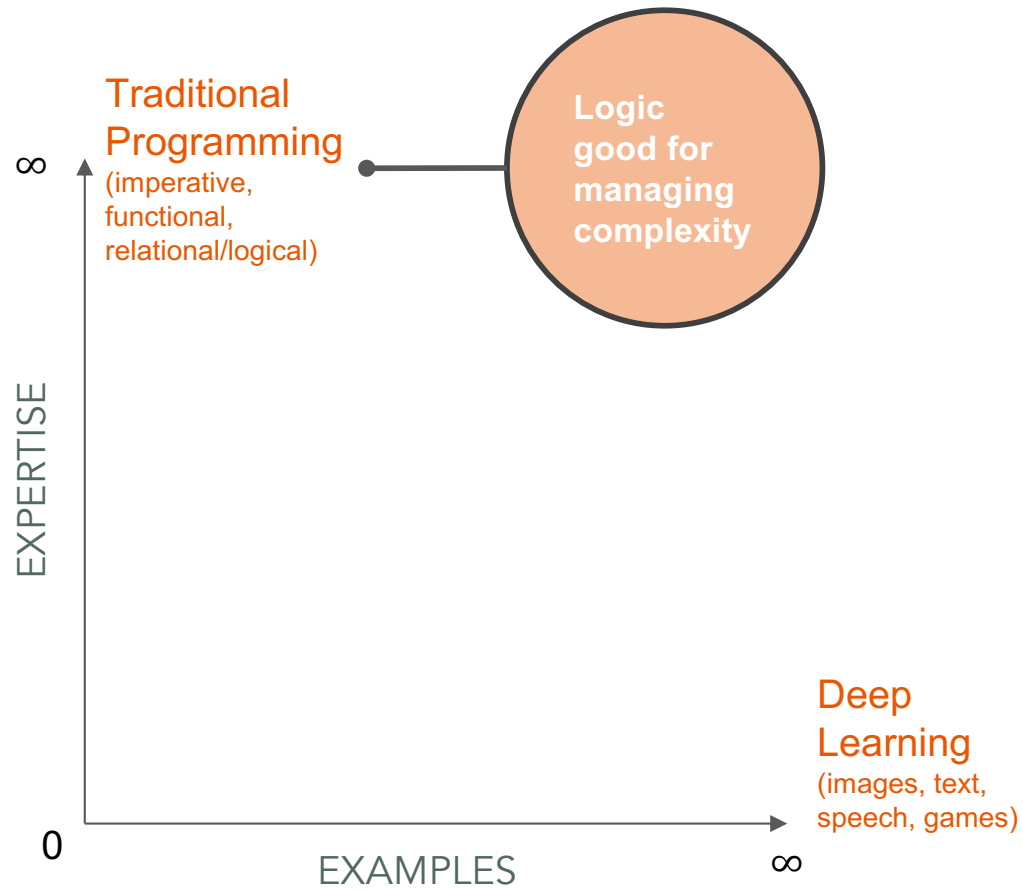 Traditional
Programming
(imperative,
functional,
relational/logical)
Logic
good for
managing
complexity
∞
EXPERTISE
Deep
Learning
(images, text,
speech, games)
0
EXAMPLES
∞